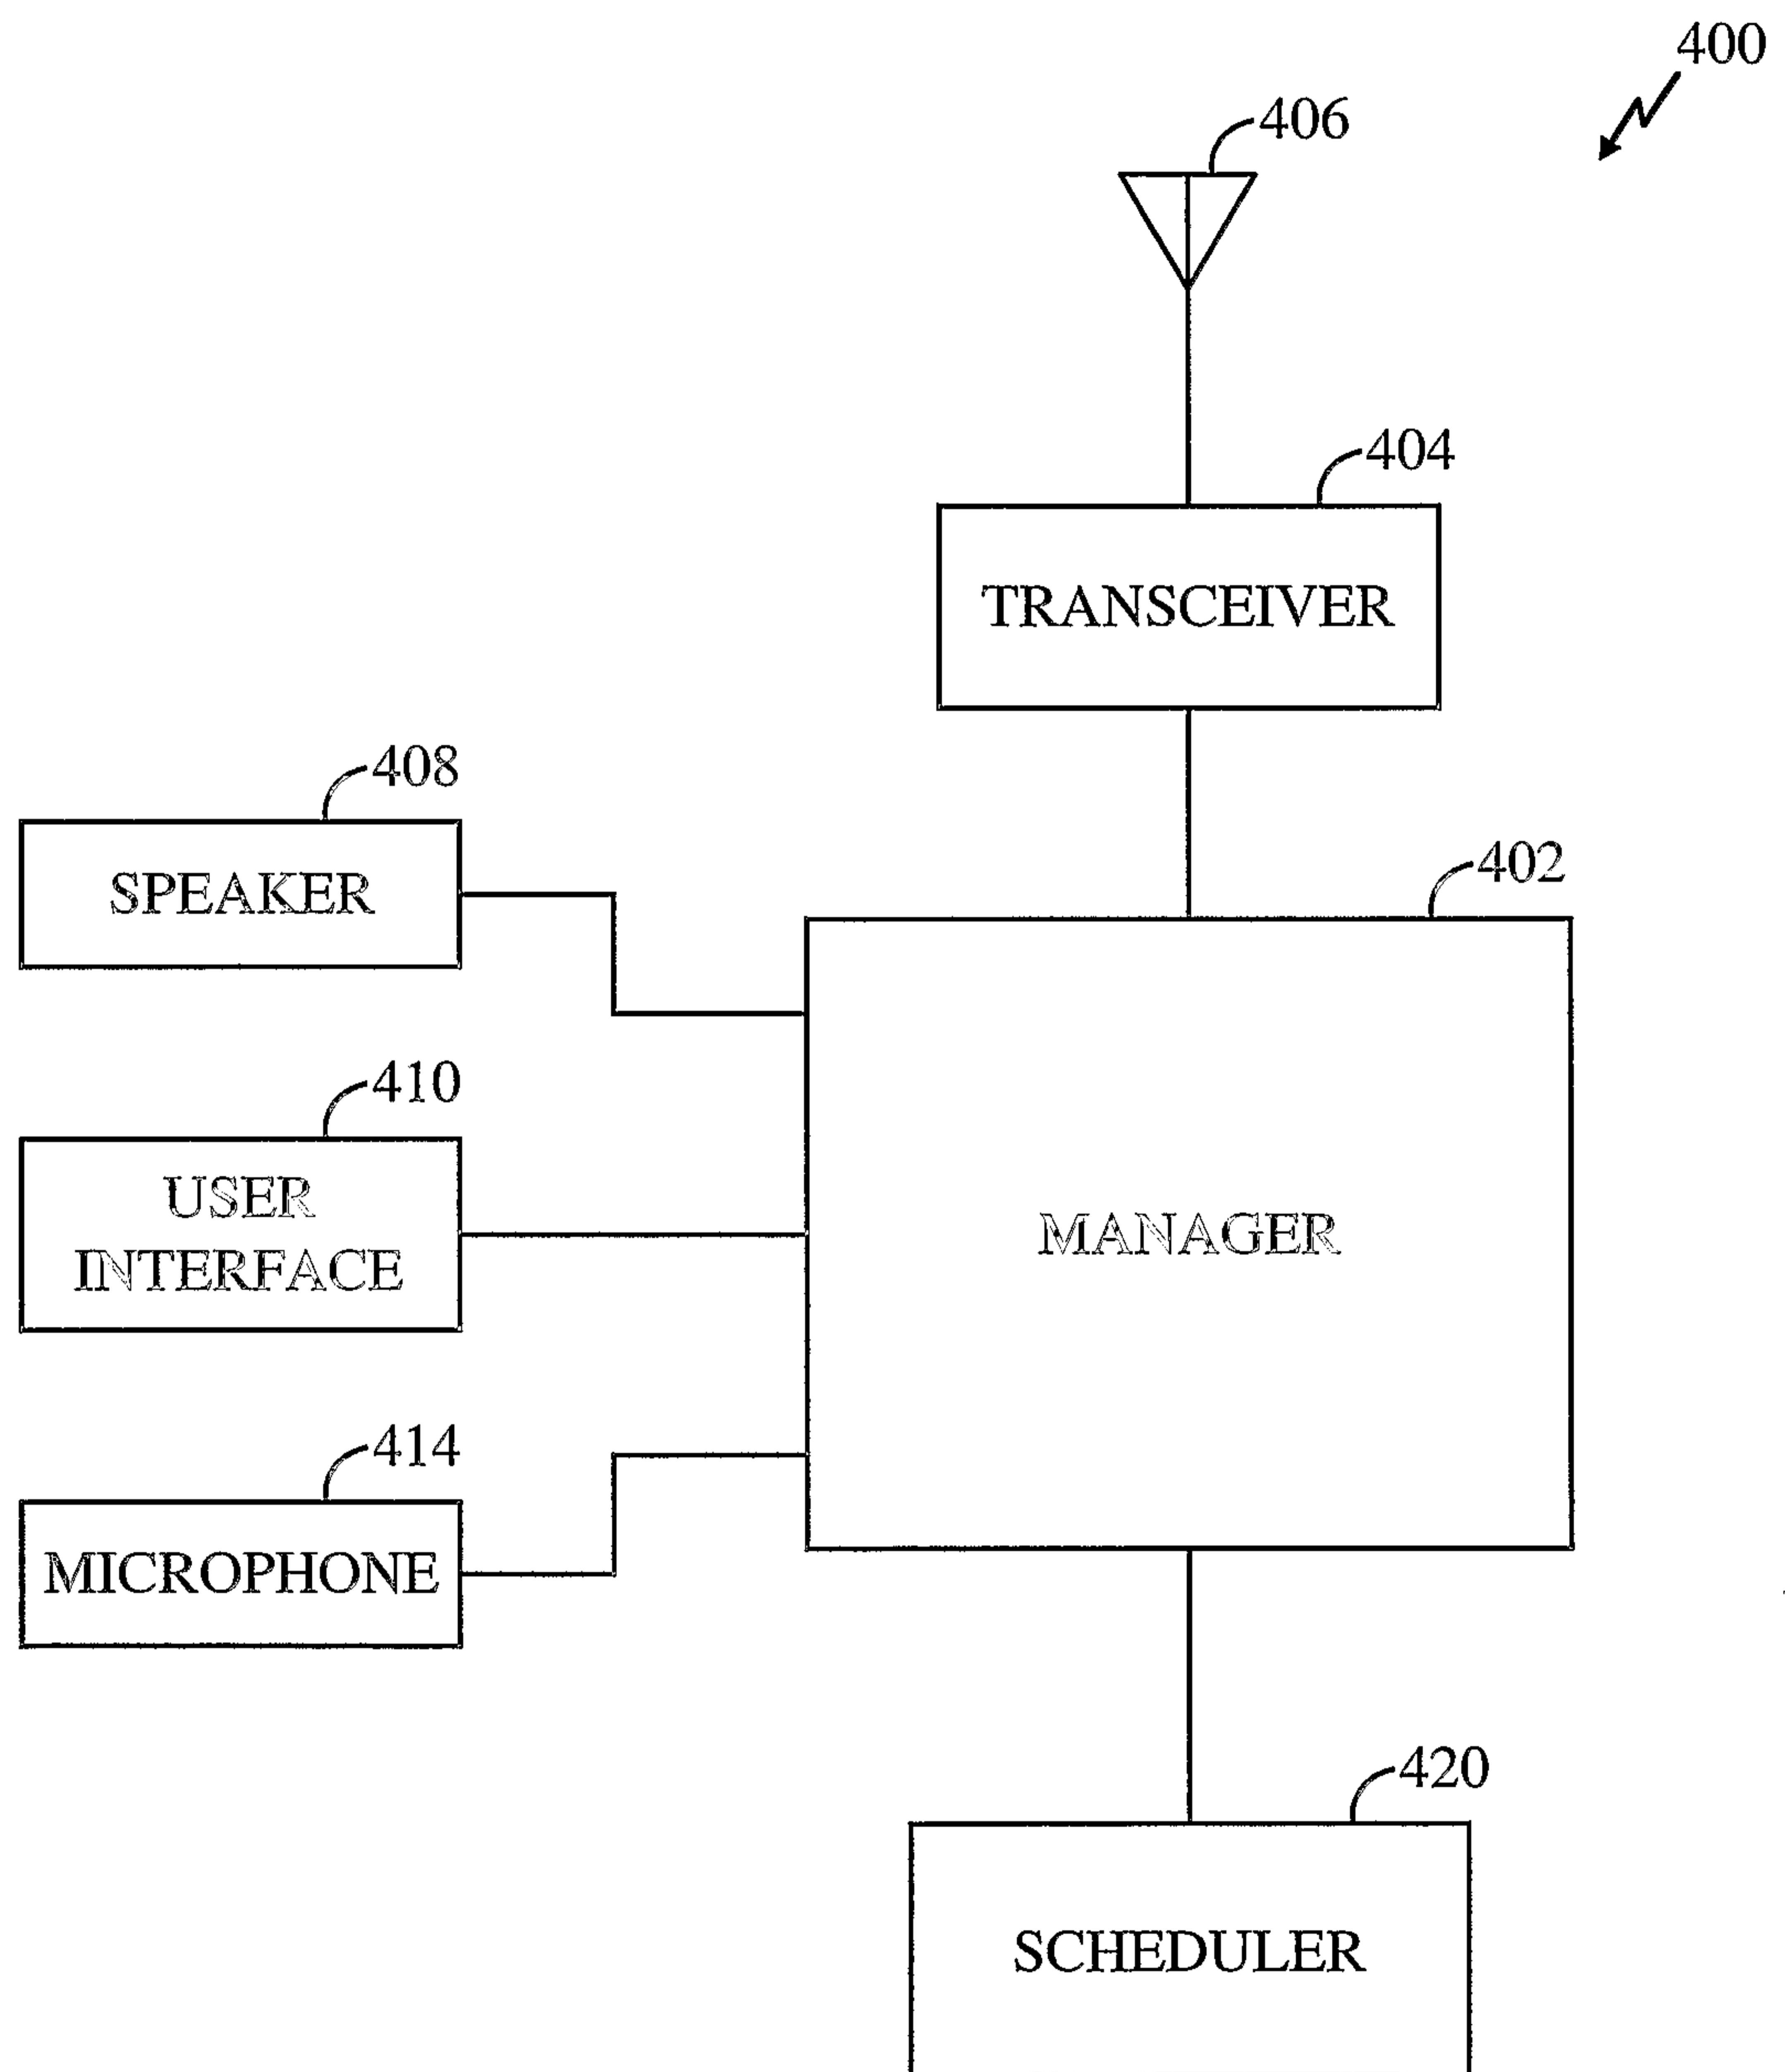 400
406
404
TRANSCEIVER
408
SPEAKER
402
410
USER
INTERFACE
MANAGER
414
MICROPHONE
420
SCHEDULER